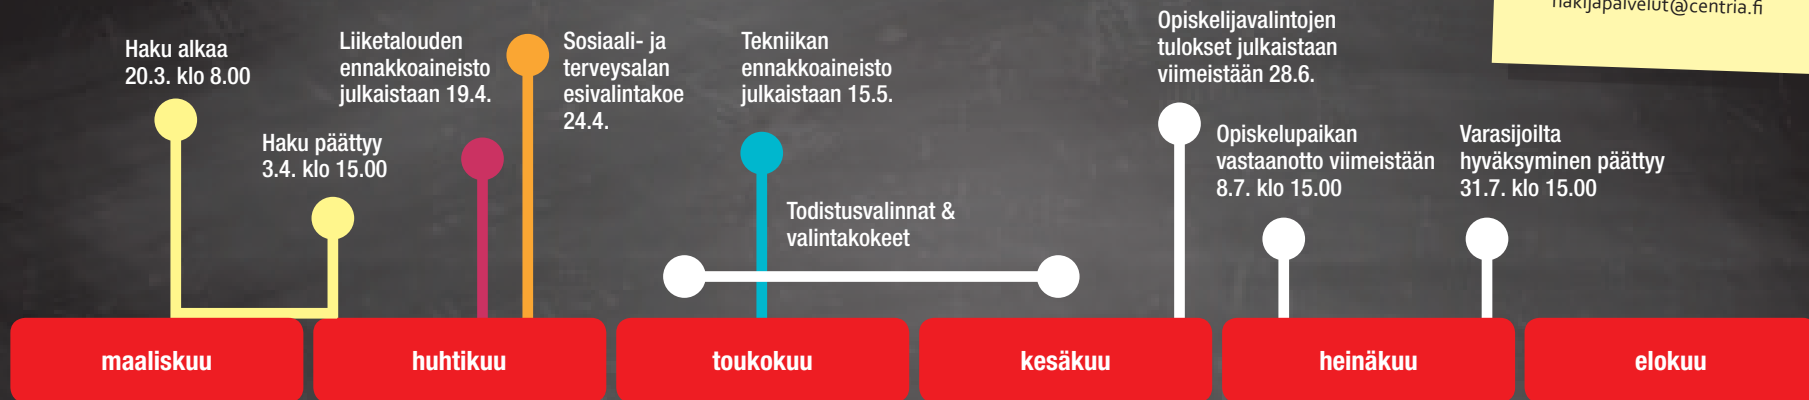 hakijapalvelut@centria.fi
Haku alkaa
20.3. klo 8.00
Haku päättyy
3.4. klo 15.00
Liiketalouden
ennakkoaineisto
julkaistaan 19.4.
Sosiaali- ja
terveysalan
esivalintakoe
24.4.
Tekniikan
ennakkoaineisto
julkaistaan 15.5.
Todistusvalinnat &
valintakokeet
Opiskelijavalintojen
tulokset julkaistaan
viimeistään 28.6.
Opiskelupaikan
vastaanotto viimeistään
8.7. klo 15.00
Varasijoilta
hyväksyminen päättyy
31.7. klo 15.00
maaliskuu
huhtikuu
toukokuu
kesäkuu
heinäkuu
elokuu